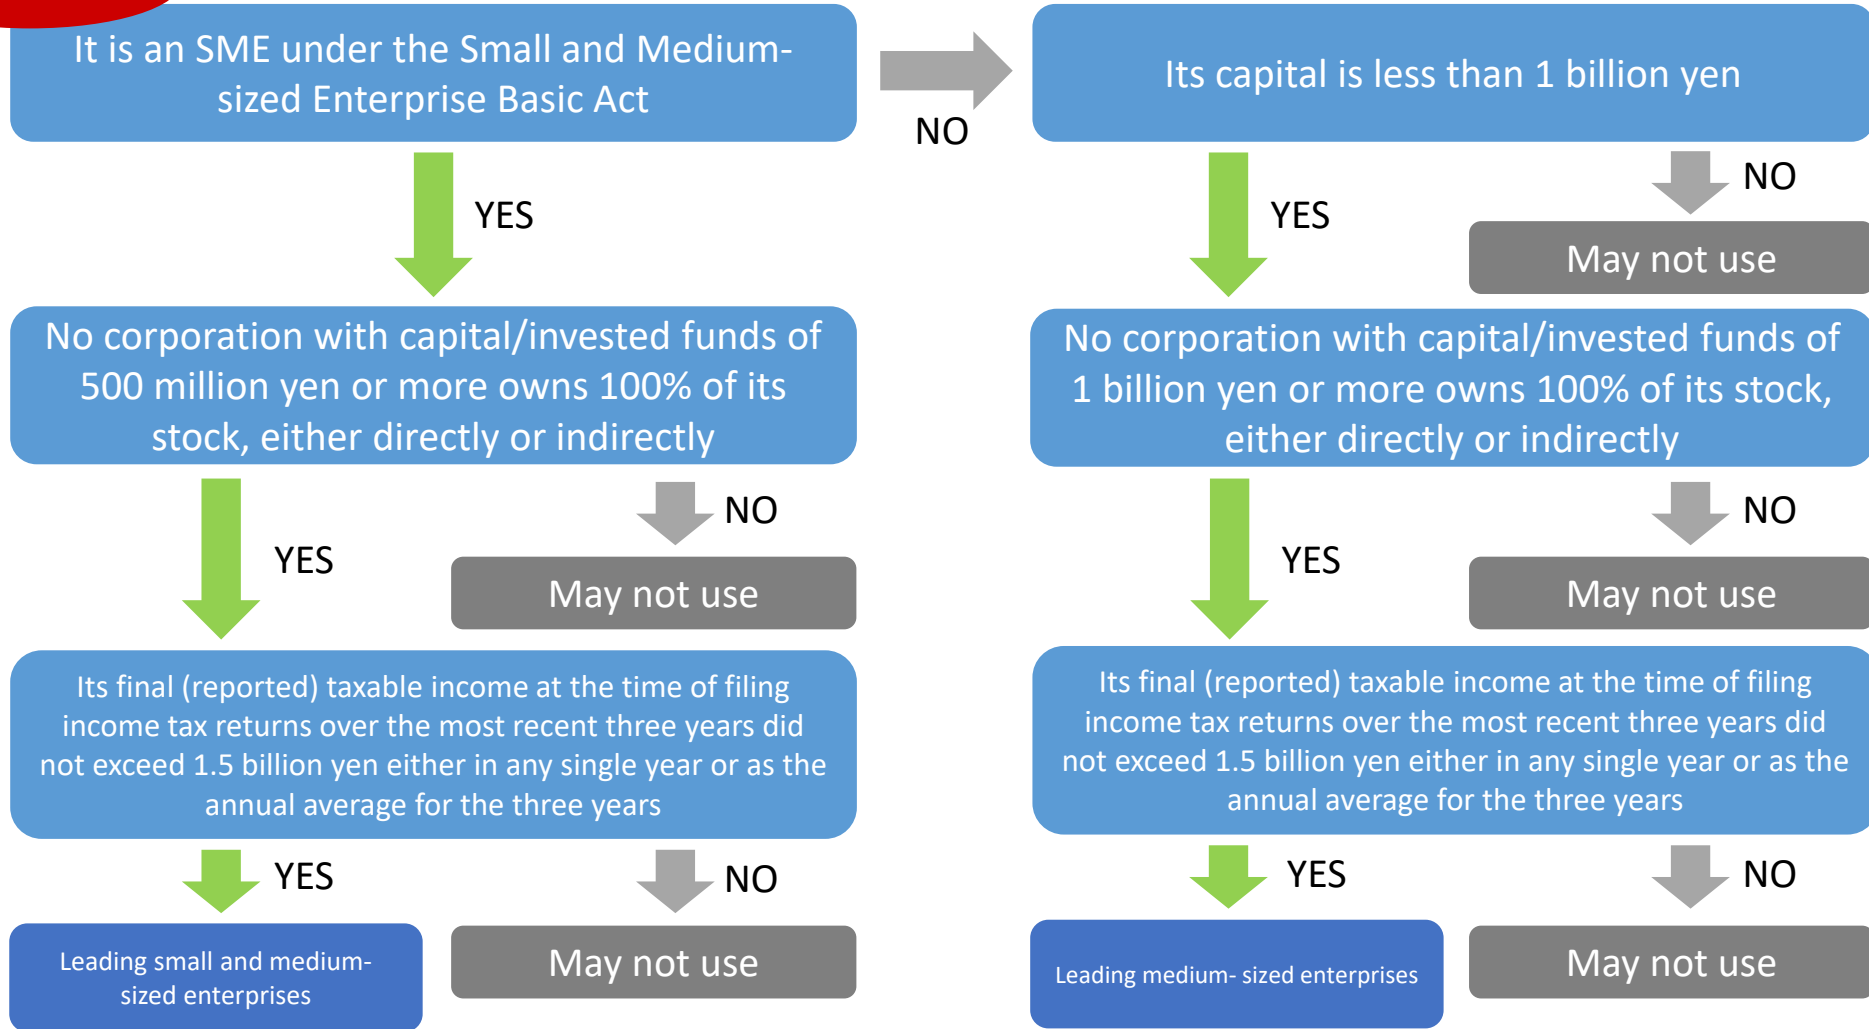 It is an SME under the Small and Medium-
sized Enterprise Basic Act
NO
Its capital is less than 1 billion yen
YES
YES
NO
May not use
No corporation with capital/invested funds of
500 million yen or more owns 100% of its
stock, either directly or indirectly
No corporation with capital/invested funds of
1 billion yen or more owns 100% of its stock,
either directly or indirectly
YES
NO
May not use
YES
NO
May not use
Its final (reported) taxable income at the time of filing
income tax returns over the most recent three years did
not exceed 1.5 billion yen either in any single year or as the
annual average for the three years
Its final (reported) taxable income at the time of filing
income tax returns over the most recent three years did
not exceed 1.5 billion yen either in any single year or as the
annual average for the three years
YES
NO
YES
NO
Leading small and medium-
sized enterprises
May not use
Leading medium- sized enterprises
May not use